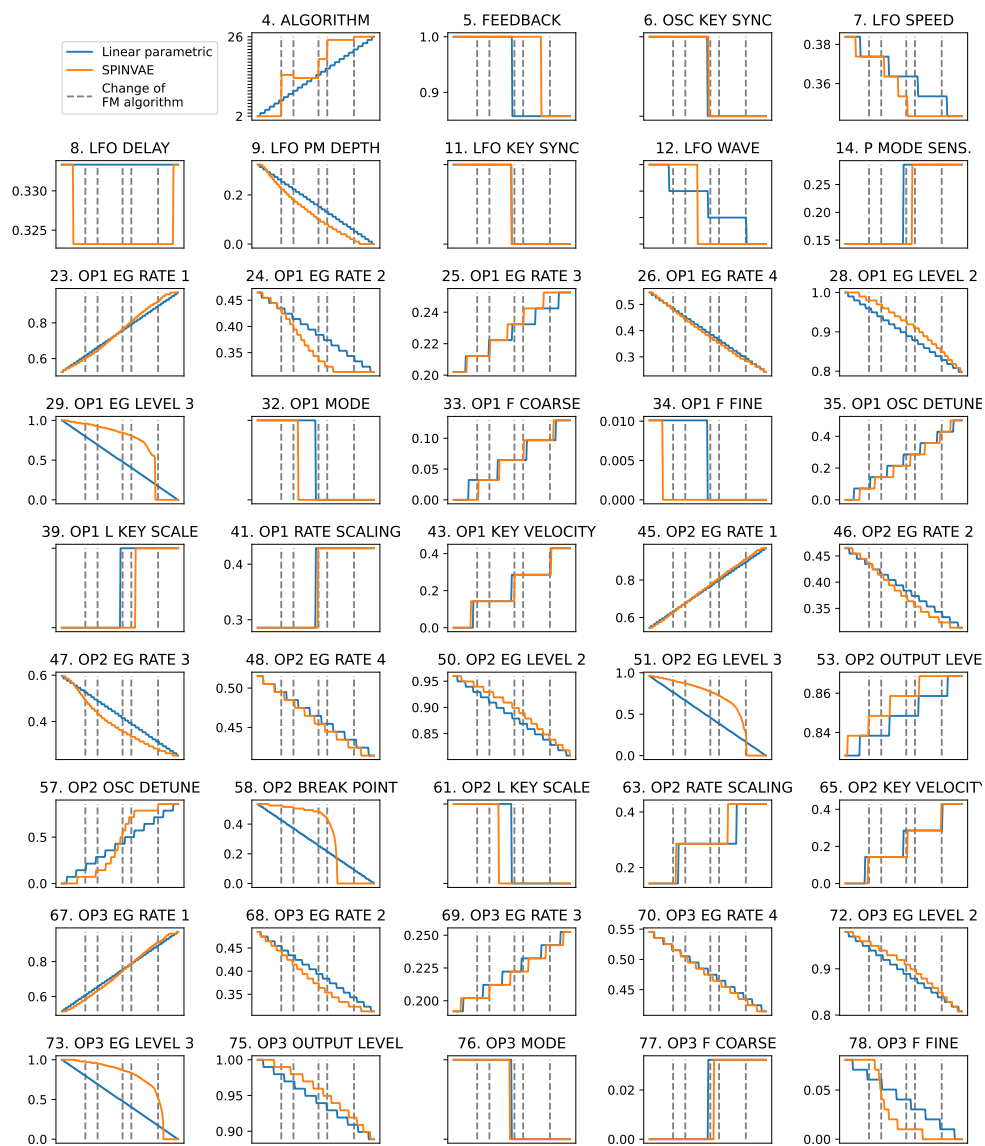 Linear parametric
SPINVAE
Change of
FM algorithm
4. ALGORITHM
26
2
5. FEEDBACK
1.0
0.9
6. OSC KEY SYNC
7. LFO SPEED
0.38
0.36
8. LFO DELAY
0.330
0.325
9. LFO PM DEPTH
0.2
0.0
11. LFO KEY SYNC
12. LFO WAVE
14. P MODE SENS.
0.25
0.20
0.15
23. OP1 EG RATE 1
0.8
0.6
24. OP1 EG RATE 2
0.45
0.40
0.35
25. OP1 EG RATE 3
0.24
0.22
0.20
26. OP1 EG RATE 4
0.5
0.4
0.3
28. OP1 EG LEVEL 2
1.0
0.9
0.8
29. OP1 EG LEVEL 3
1.0
0.5
0.0
32. OP1 MODE
33. OP1 F COARSE
0.10
0.05
0.00
34. OP1 F FINE
0.010
0.005
0.000
35. OP1 OSC DETUNE
0.4
0.2
0.0
39. OP1 L KEY SCALE
41. OP1 RATE SCALING
0.4
0.3
43. OP1 KEY VELOCITY
0.4
0.2
0.0
45. OP2 EG RATE 1
0.8
0.6
46. OP2 EG RATE 2
0.45
0.40
0.35
47. OP2 EG RATE 3
0.6
0.4
48. OP2 EG RATE 4
0.50
0.45
50. OP2 EG LEVEL 2
0.95
0.90
0.85
51. OP2 EG LEVEL 3
1.0
0.5
0.0
53. OP2 OUTPUT LEVE
0.86
0.84
57. OP2 OSC DETUNE
0.5
0.0
58. OP2 BREAK POINT
0.4
0.2
0.0
61. OP2 L KEY SCALE
63. OP2 RATE SCALING
0.4
0.2
65. OP2 KEY VELOCITY
0.4
0.2
0.0
67. OP3 EG RATE 1
0.8
0.6
68. OP3 EG RATE 2
0.45
0.40
0.35
69. OP3 EG RATE 3
0.250
0.225
0.200
70. OP3 EG RATE 4
0.55
0.50
0.45
72. OP3 EG LEVEL 2
0.9
0.8
73. OP3 EG LEVEL 3
1.0
0.5
0.0
75. OP3 OUTPUT LEVEL
1.00
0.95
0.90
76. OP3 MODE
77. OP3 F COARSE
0.02
0.00
78. OP3 F FINE
0.05
0.00